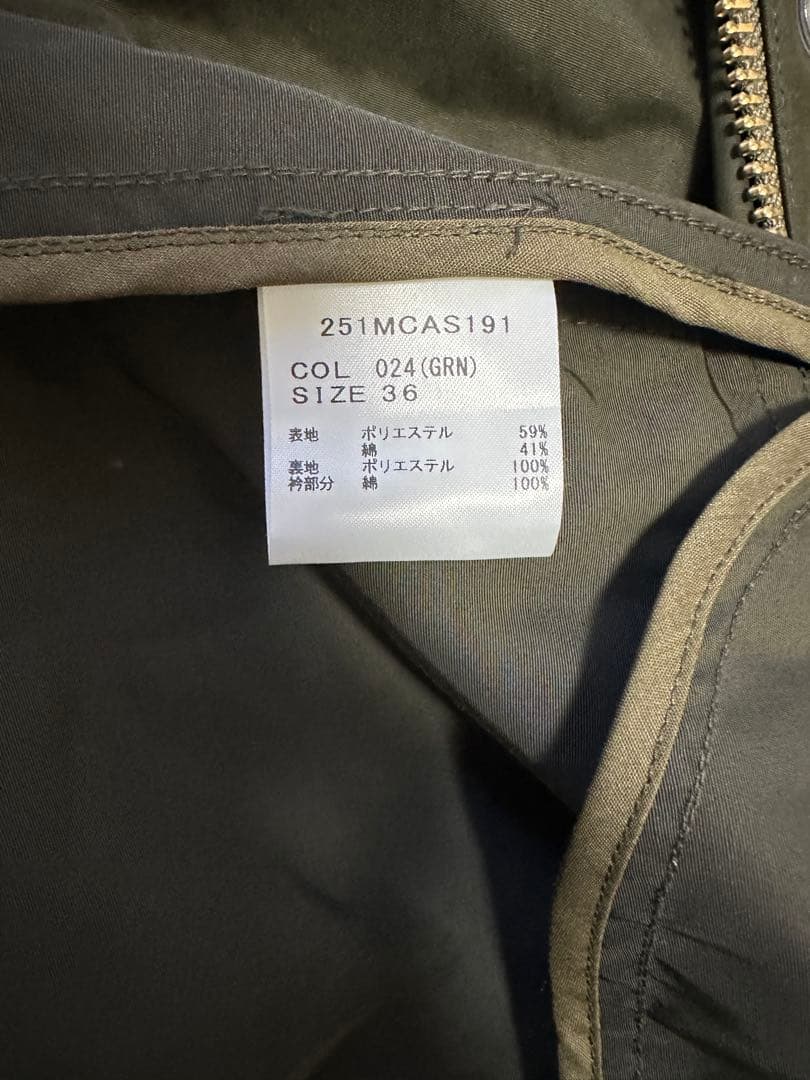 251MCAS191
COL 024(GRN)
SIZE 36
表地 ポリエステル 59%
綿 41%
裏地 ポリエステル 100%
衿部分 綿 100%